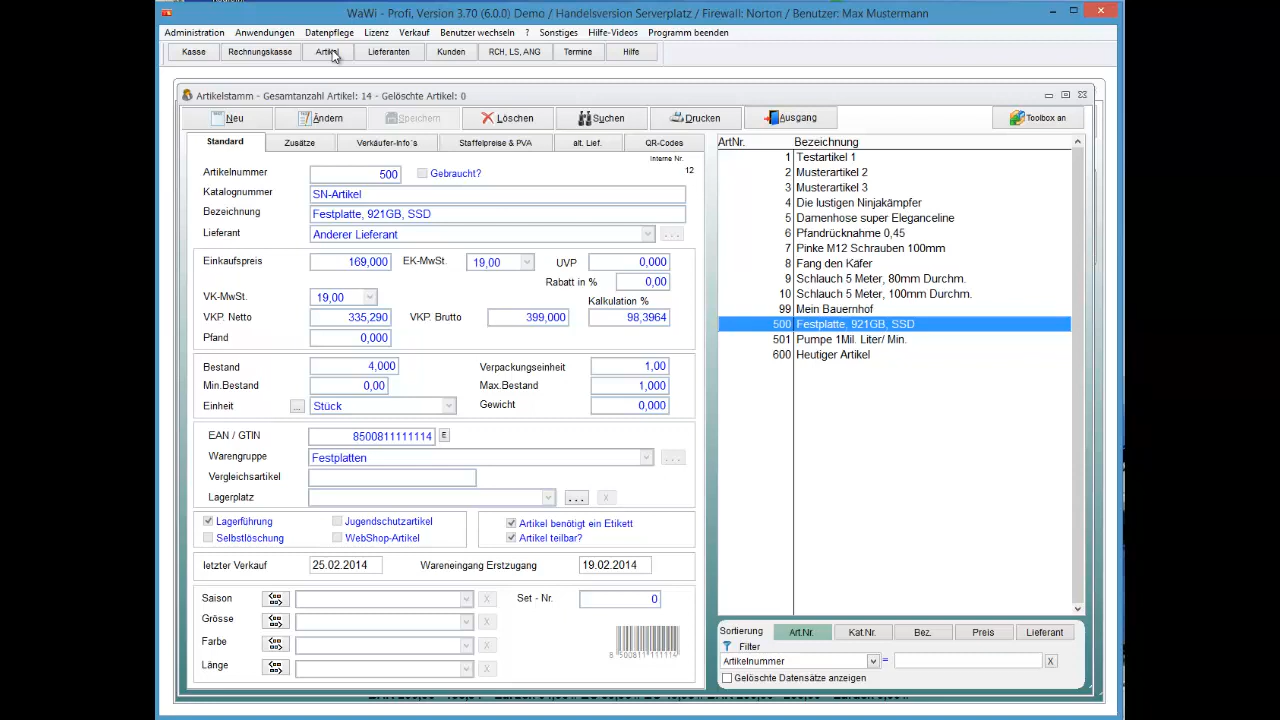 WaWi - Profi, Version 3.70 (6.0.0) Demo / Handelsversion Serverplatz / Firewall: Norton / Benutzer: Max Mustermann
Administration Anwendungen Datenpflege Lizenz Verkauf Benutzer wechseln ? Sonstiges Hilfe-Videos Programm beenden
Kasse Rechnungskasse Artikel Lieferanten Kunden RCH, LS, ANG Termine Hilfe
Artikelstamm - Gesamtanzahl Artikel: 14 - Gelöschte Artikel: 0
Neu Ändern Speichern Löschen Suchen Drucken Ausgang Toolbox an
Standard Zusätze Verkäufer-Info´s Staffelpreise & PVA alt. Lief. QR-Codes
Interne Nr.
12
Artikelnummer 500 Gebraucht?
Katalognummer SN-Artikel
Bezeichnung Festplatte, 921GB, SSD
Lieferant Anderer Lieferant ...
Einkaufspreis 169,000 EK-MwSt. 19,00 UVP 0,000
Rabatt in % 0,00
VK-MwSt. 19,00 Kalkulation %
VKP. Netto 335,290 VKP. Brutto 399,000 98,3964
Pfand 0,000
Bestand 4,000 Verpackungseinheit 1,00
Min.Bestand 0,00 Max.Bestand 1,000
Einheit ... Stück Gewicht 0,000
EAN / GTIN 8500811111114 E
Warengruppe Festplatten ...
Vergleichsartikel
Lagerplatz ... X
Lagerführung Jugendschutzartikel Artikel benötigt ein Etikett
Selbstlöschung WebShop-Artikel Artikel teilbar?
letzter Verkauf 25.02.2014 Wareneingang Erstzugang 19.02.2014
Saison X Set - Nr. 0
Grösse X
Farbe X
8 500811 111114
Länge X
ArtNr. Bezeichnung
1 Testartikel 1
2 Musterartikel 2
3 Musterartikel 3
4 Die lustigen Ninjakämpfer
5 Damenhose super Eleganceline
6 Pfandrücknahme 0,45
7 Pinke M12 Schrauben 100mm
8 Fang den Käfer
9 Schlauch 5 Meter, 80mm Durchm.
10 Schlauch 5 Meter, 100mm Durchm.
99 Mein Bauernhof
500 Festplatte, 921GB, SSD
501 Pumpe 1Mil. Liter/ Min.
600 Heutiger Artikel
Sortierung Art.Nr. Kat.Nr. Bez. Preis Lieferant
Filter
Artikelnummer = X
Gelöschte Datensätze anzeigen